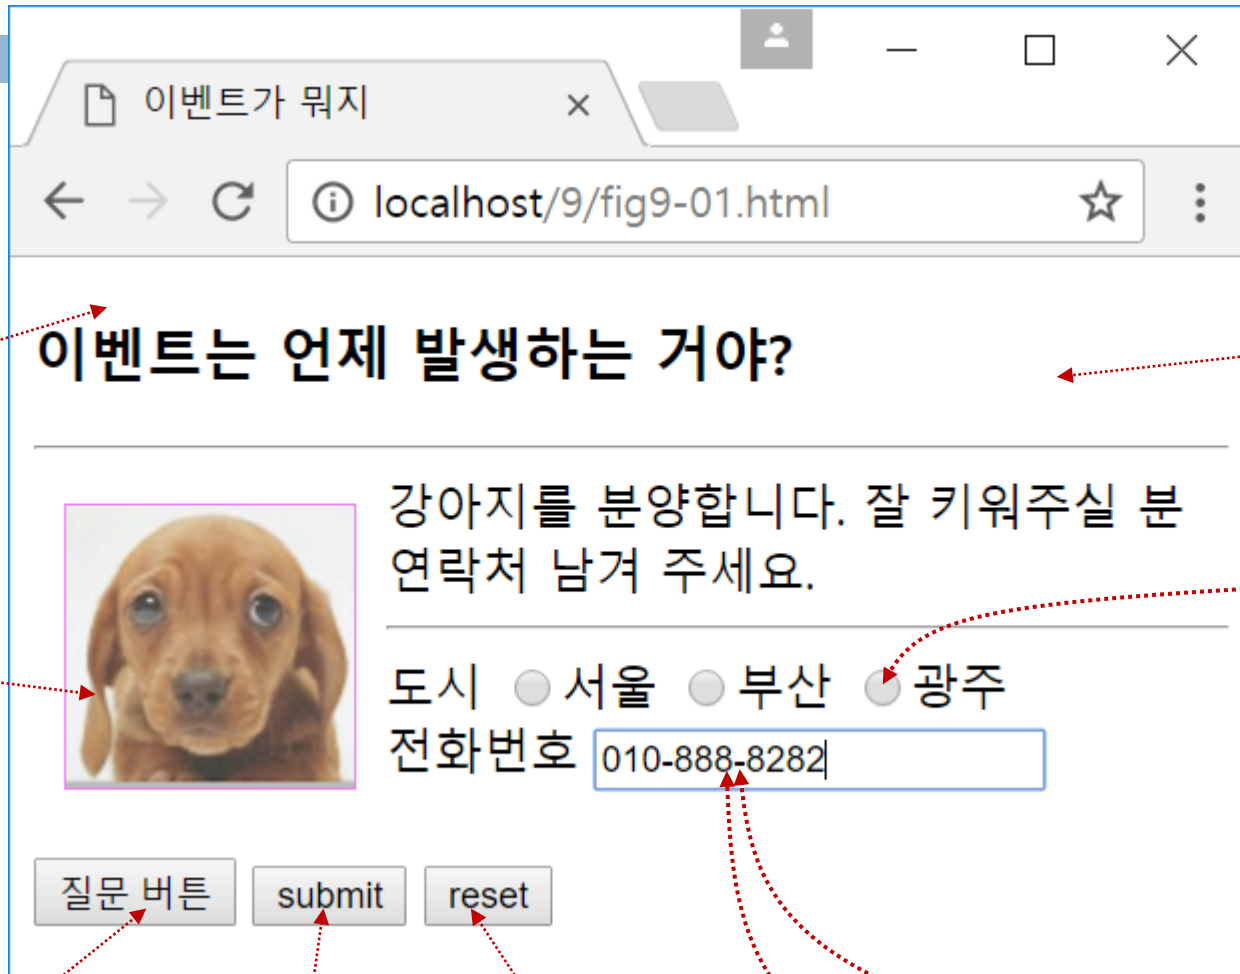 이벤트가 뭐지
localhost/9/fig9-01.html
이벤트는 언제 발생하는 거야?
강아지를 분양합니다. 잘 키워주실 분
연락처 남겨 주세요.
도시 서울 부산 광주
전화번호 010-888-8282
질문 버튼 submit reset